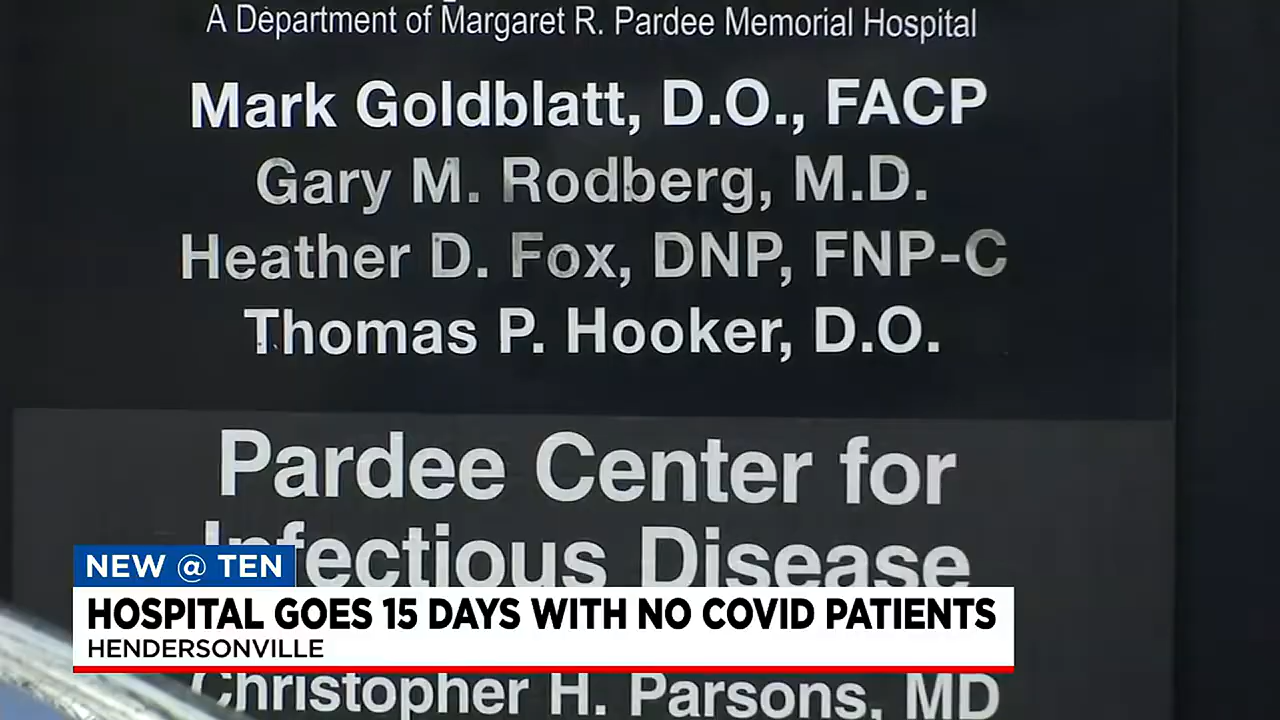 A Department of Margaret R. Pardee Memorial Hospital
Mark Goldblatt, D.O., FACP
Gary M. Rodberg, M.D.
Heather D. Fox, DNP, FNP-C
Thomas P. Hooker, D.O.
Pardee Center for
Infectious Disease
NEW @ TEN
HOSPITAL GOES 15 DAYS WITH NO COVID PATIENTS
HENDERSONVILLE
Christopher H. Parsons, MD